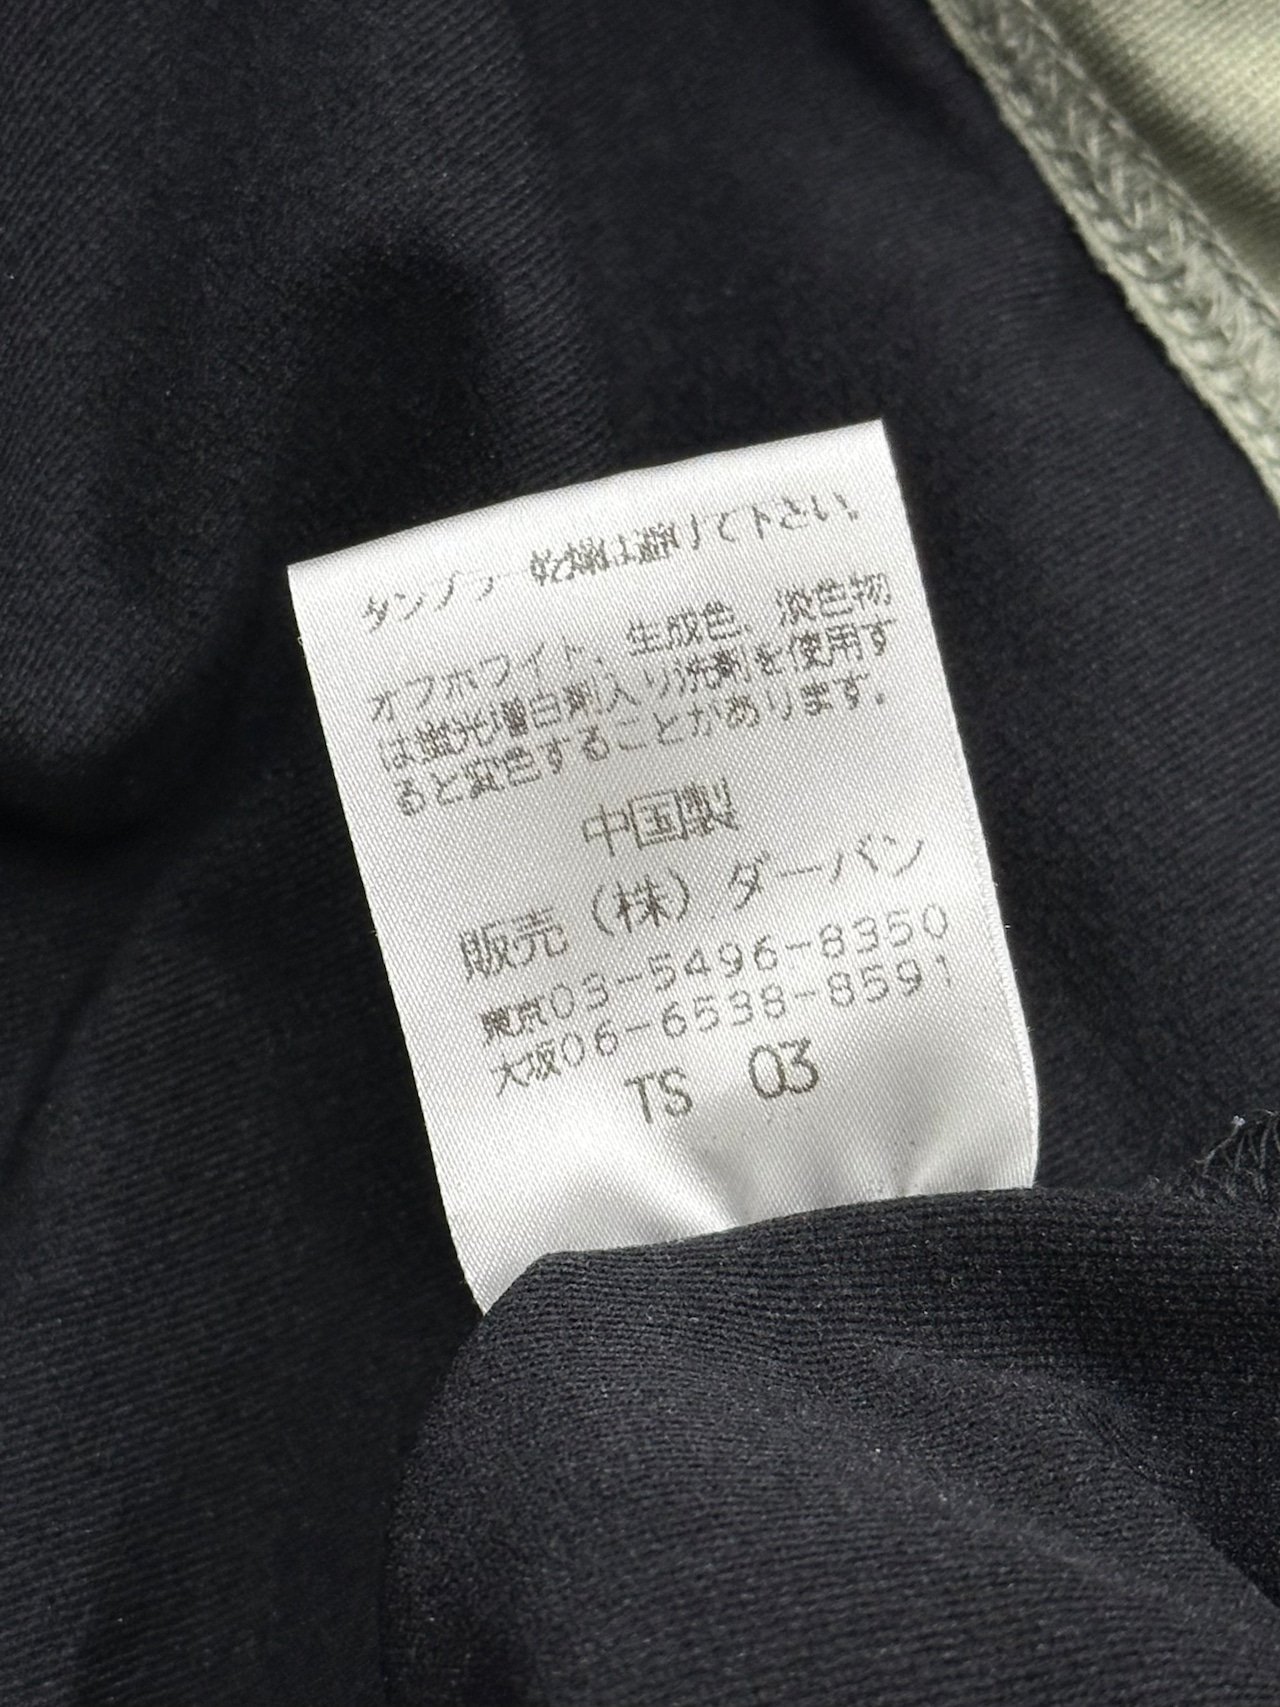 タンブラー乾燥は避けて下さい。
オフホワイト、生成色、淡色物
は蛍光増白剤入り洗剤を使用す
ると変色することがあります。
中国製
販売（株）ダーバン
東京03-5496-8350
大坂06-6538-8591
TS 03